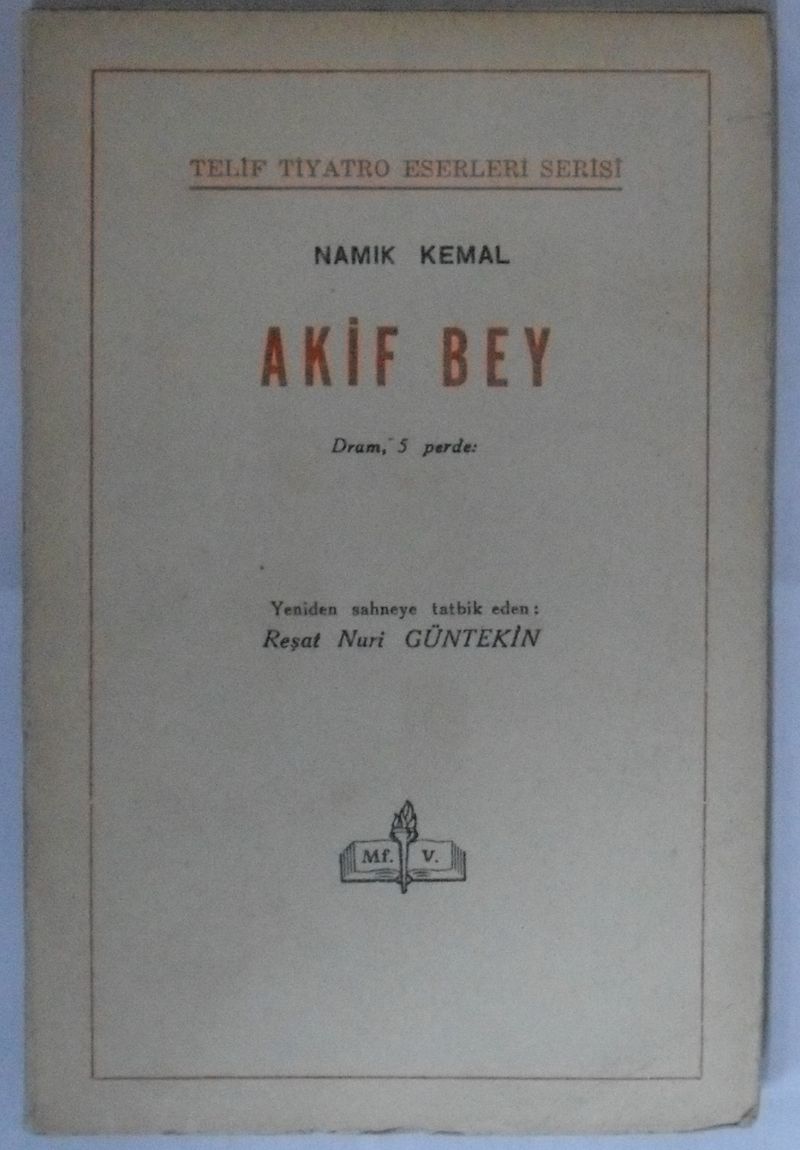 TELİF TİYATRO ESERLERİ SERİSİ
NAMIK KEMAL
AKİF BEY
Dram, 5 perde:
Yeniden sahneye tatbik eden:
Reşat Nuri GÜNTEKİN
Mf. V.